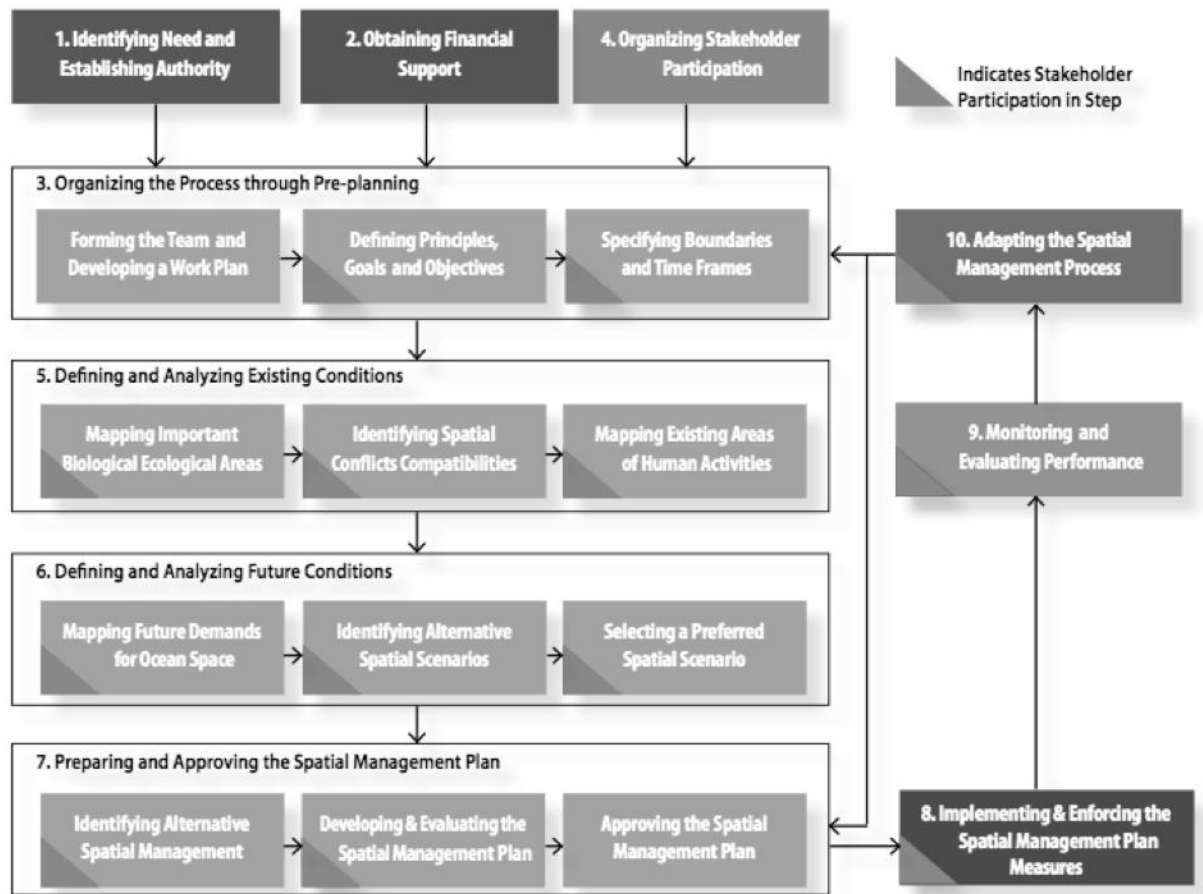 1. Identifying Need and
Establishing Authority
2. Obtaining Financial
Support
4. Organizing Stakeholder
Participation
Indicates Stakeholder
Participation in Step
3. Organizing the Process through Pre-planning
Forming the Team and
Developing a Work Plan
Defining Principles,
Goals and Objectives
Specifying Boundaries
and Time Frames
10. Adapting the Spatial
Management Process
5. Defining and Analyzing Existing Conditions
Mapping Important
Biological Ecological Areas
Identifying Spatial
Conflicts Compatibilities
Mapping Existing Areas
of Human Activities
9. Monitoring and
Evaluating Performance
6. Defining and Analyzing Future Conditions
Mapping Future Demands
for Ocean Space
Identifying Alternative
Spatial Scenarios
Selecting a Preferred
Spatial Scenario
7. Preparing and Approving the Spatial Management Plan
Identifying Alternative
Spatial Management
Developing & Evaluating the
Spatial Management Plan
Approving the Spatial
Management Plan
8. Implementing & Enforcing the
Spatial Management Plan
Measures